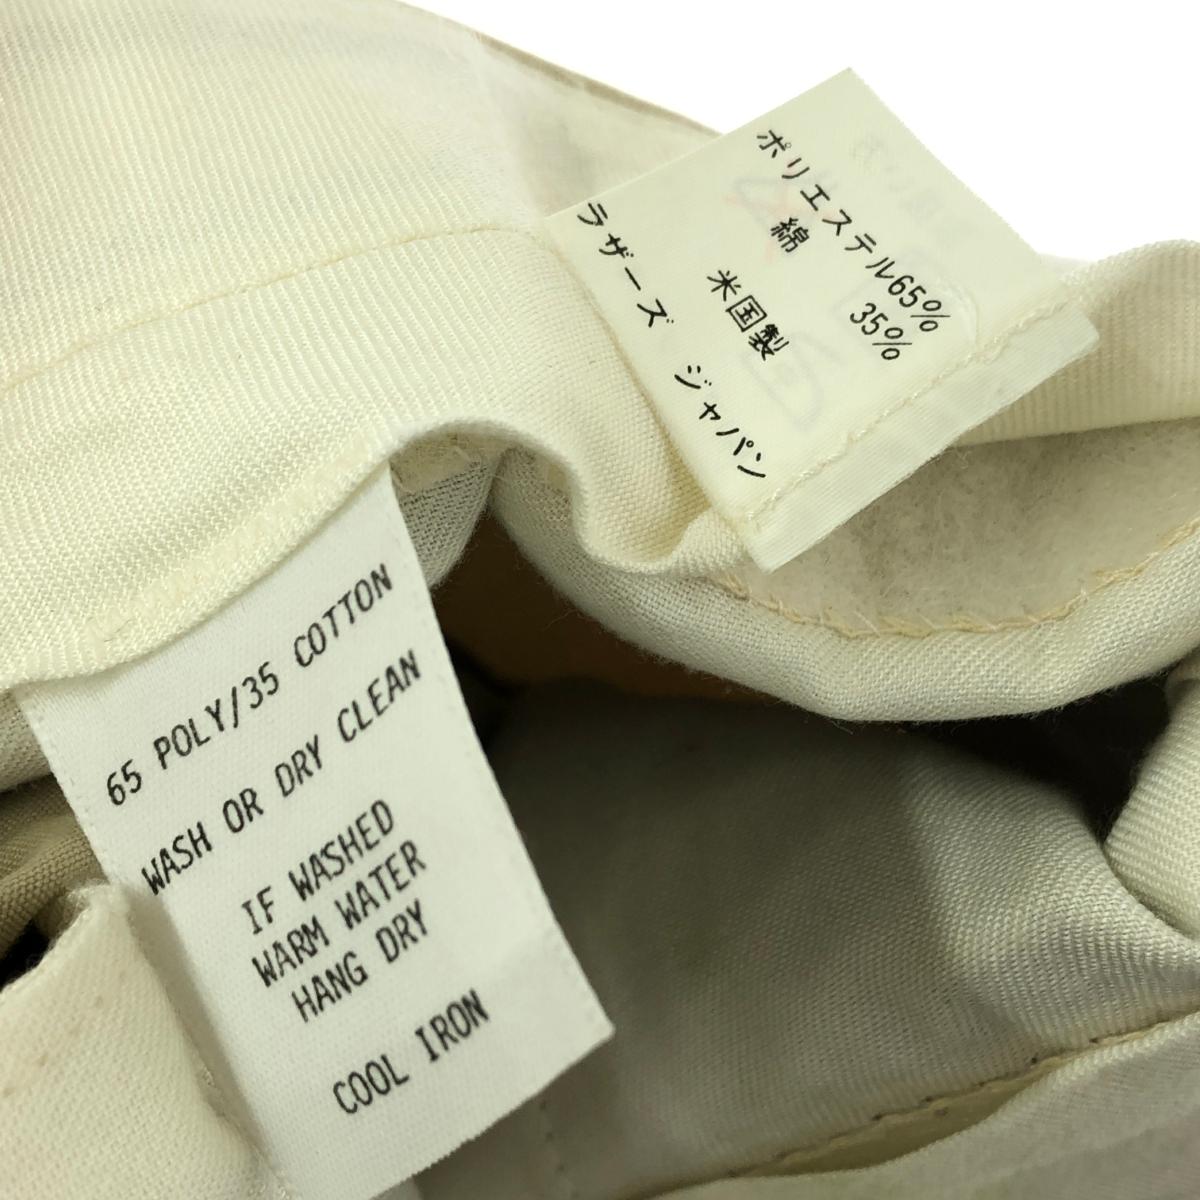 ポリエステル65%
綿 35%
米国製
ラザーズ ジャパン
65 POLY/35 COTTON
WASH OR DRY CLEAN
IF WASHED
WARM WATER
HANG DRY
COOL IRON